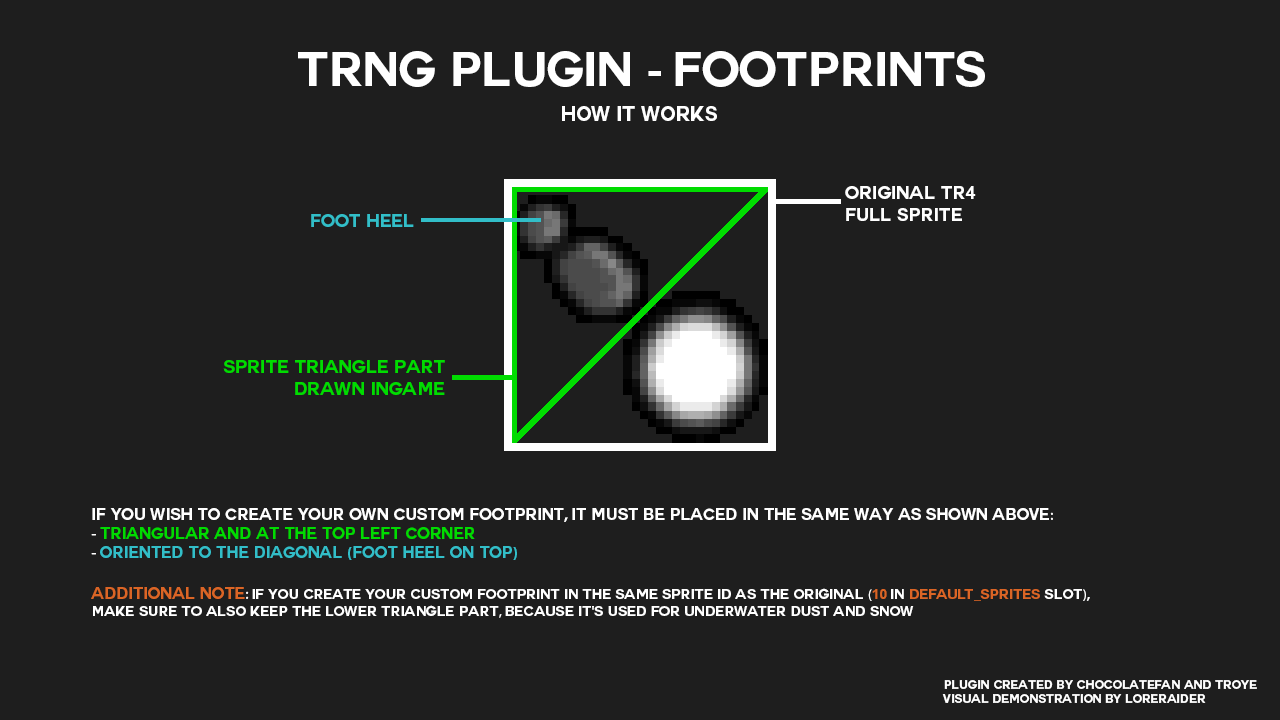 TRNG PLUGIN - FOOTPRINTS
HOW IT WORKS
ORIGINAL TR4
FULL SPRITE
FOOT HEEL
SPRITE TRIANGLE PART
DRAWN INGAME
IF YOU WISH TO CREATE YOUR OWN CUSTOM FOOTPRINT, IT MUST BE PLACED IN THE SAME WAY AS SHOWN ABOVE:
- TRIANGULAR AND AT THE TOP LEFT CORNER
- ORIENTED TO THE DIAGONAL (FOOT HEEL ON TOP)
ADDITIONAL NOTE: IF YOU CREATE YOUR CUSTOM FOOTPRINT IN THE SAME SPRITE ID AS THE ORIGINAL (10 IN DEFAULT_SPRITES SLOT),
MAKE SURE TO ALSO KEEP THE LOWER TRIANGLE PART, BECAUSE IT'S USED FOR UNDERWATER DUST AND SNOW
PLUGIN CREATED BY CHOCOLATEFAN AND TROYE
VISUAL DEMONSTRATION BY LORERAIDER